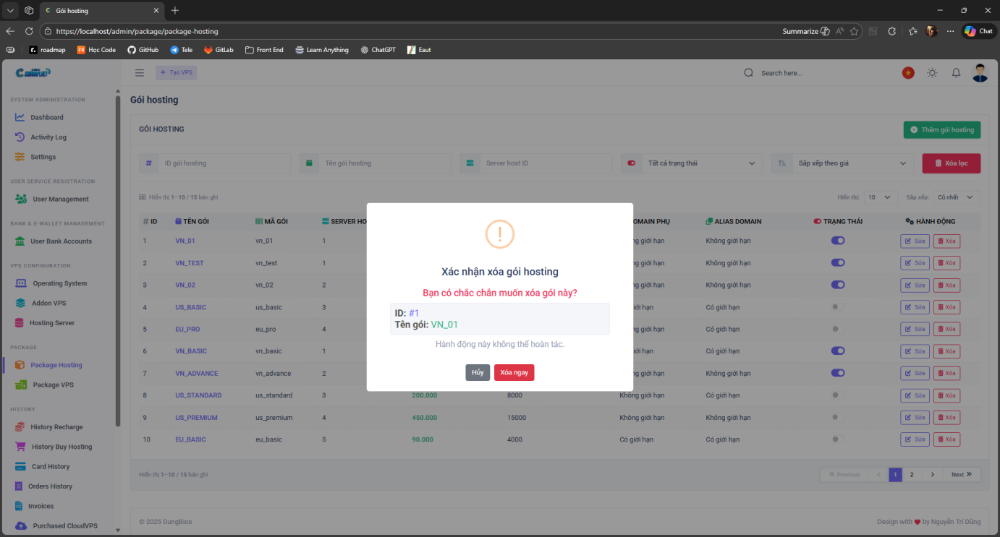 Gói hosting
https://localhost/admin/package/package-hosting
Summarize
Chat
roadmap
Học Code
GitHub
Tele
GitLab
Front End
Learn Anything
ChatGPT
Eaut
+ Tạo VPS
Search here...
SYSTEM ADMINISTRATION
Dashboard
Activity Log
Settings
USER SERVICE REGISTRATION
User Management
BANK & E-WALLET MANAGEMENT
User Bank Accounts
VPS CONFIGURATION
Operating System
Addon VPS
Hosting Server
PACKAGE
Package Hosting
Package VPS
HISTORY
History Recharge
History Buy Hosting
Card History
Orders History
Invoices
Purchased CloudVPS
Gói hosting
GÓI HOSTING
Thêm gói hosting
ID gói hosting
Tên gói hosting
Server host ID
Tất cả trạng thái
Sắp xếp theo giá
Xóa lọc
Hiển thị 1–10 / 15 bản ghi
Hiển thị: 10
Sắp xếp: Cũ nhất
# ID TÊN GÓI MÃ GÓI SERVER HO OMAIN PHỤ ALIAS DOMAIN TRẠNG THÁI HÀNH ĐỘNG
1 VN_01 vn_01 1 ng giới hạn Không giới hạn Sửa Xóa
2 VN_TEST vn_test 1 ng giới hạn Không giới hạn Sửa Xóa
3 VN_02 vn_02 2 ng giới hạn Không giới hạn Sửa Xóa
4 US_BASIC us_basic 3 iới hạn Có giới hạn Sửa Xóa
5 EU_PRO eu_pro 4 ng giới hạn Có giới hạn Sửa Xóa
6 VN_BASIC vn_basic 1 iới hạn Có giới hạn Sửa Xóa
7 VN_ADVANCE vn_advance 2 ng giới hạn Không giới hạn Sửa Xóa
8 US_STANDARD us_standard 3 200.000 8000 Không giới hạn Có giới hạn Sửa Xóa
9 US_PREMIUM us_premium 4 450.000 15000 Không giới hạn Không giới hạn Sửa Xóa
10 EU_BASIC eu_basic 5 90.000 4000 Có giới hạn Có giới hạn Sửa Xóa
Xác nhận xóa gói hosting
Bạn có chắc chắn muốn xóa gói này?
ID: #1
Tên gói: VN_01
Hành động này không thể hoàn tác.
Hủy
Xóa ngay
Hiển thị 1–10 / 15 bản ghi
Previous
1
2
Next
© 2025 DungBios
Design with by Nguyễn Trí Dũng